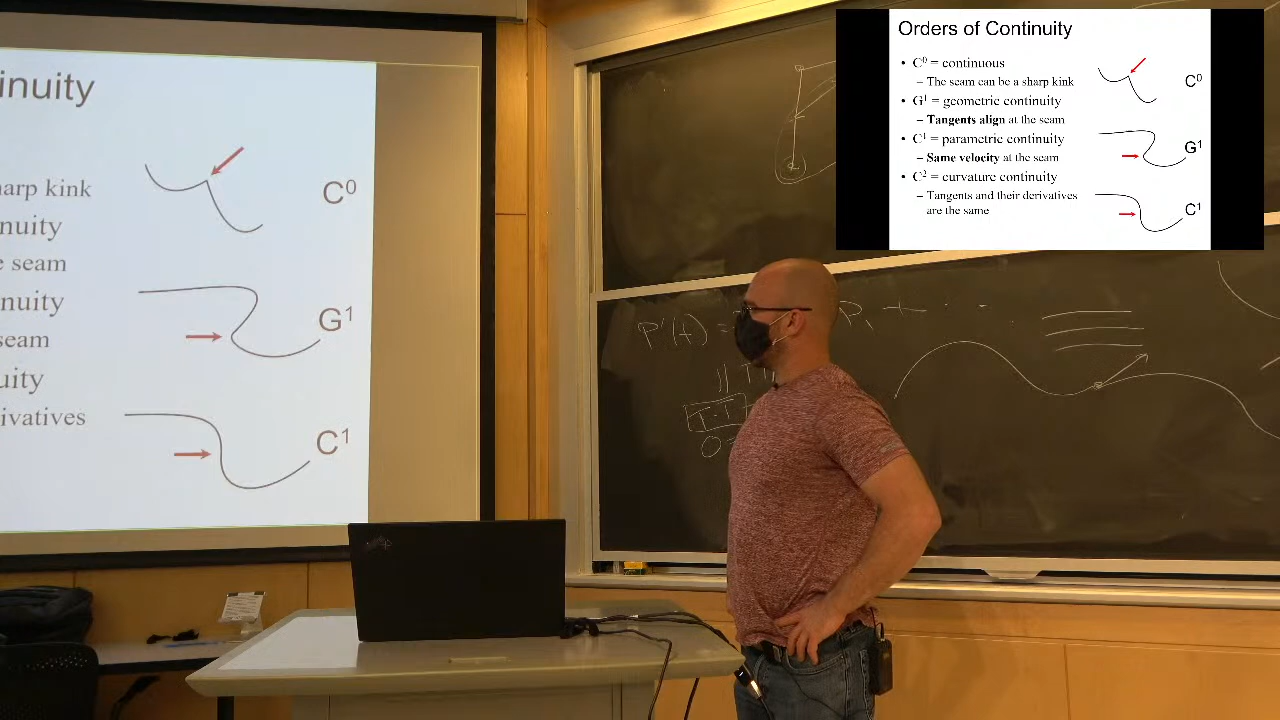 inuity
harp kink
nuity
e seam
nuity
seam
uity
ivatives
C⁰
G¹
C¹
Orders of Continuity
• C⁰ = continuous
– The seam can be a sharp kink
• G¹ = geometric continuity
– Tangents align at the seam
• C¹ = parametric continuity
– Same velocity at the seam
• C² = curvature continuity
– Tangents and their derivatives
are the same
C⁰
G¹
C¹
P'(t) = P₁ + ...